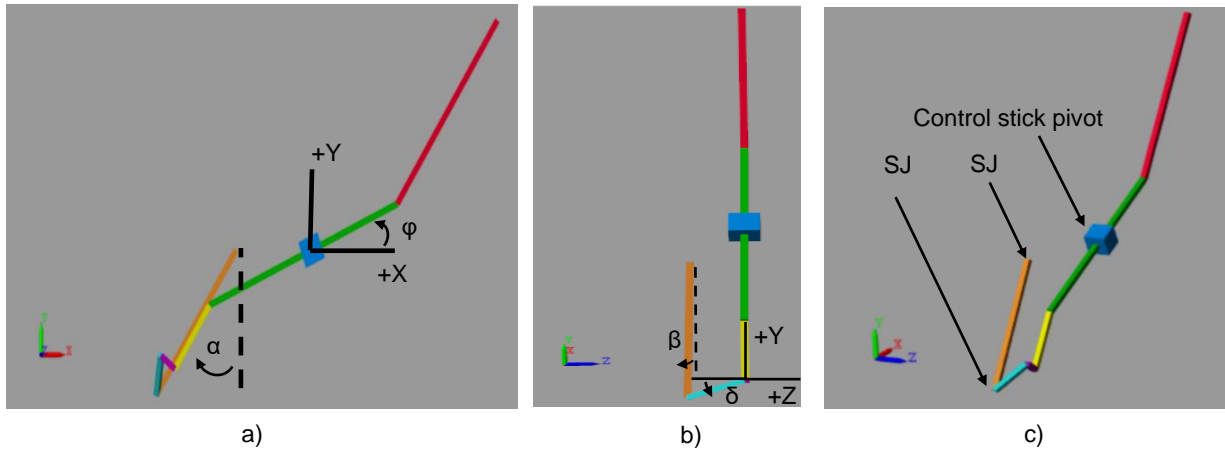 +Y
φ
+X
α
Y
Z
X
a)
β
+Y
δ
+Z
Y
X
Z
b)
Control stick pivot
SJ
SJ
Y
X
Z
c)